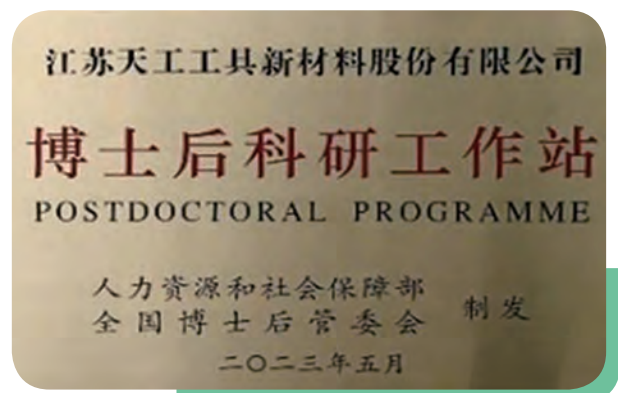 江苏天工工具新材料股份有限公司
博士后科研工作站
POSTDOCTORAL PROGRAMME
人力资源和社会保障部
全国博士后管委会
制发
二〇二三年五月